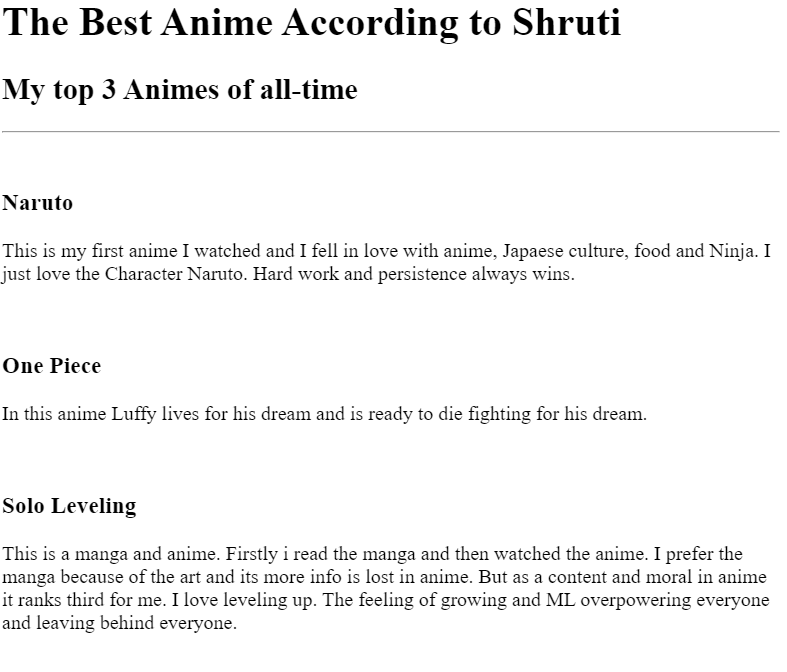 The Best Anime According to Shruti
My top 3 Animes of all-time
Naruto
This is my first anime I watched and I fell in love with anime, Japaese culture, food and Ninja. I
just love the Character Naruto. Hard work and persistence always wins.
One Piece
In this anime Luffy lives for his dream and is ready to die fighting for his dream.
Solo Leveling
This is a manga and anime. Firstly i read the manga and then watched the anime. I prefer the
manga because of the art and its more info is lost in anime. But as a content and moral in anime
it ranks third for me. I love leveling up. The feeling of growing and ML overpowering everyone
and leaving behind everyone.